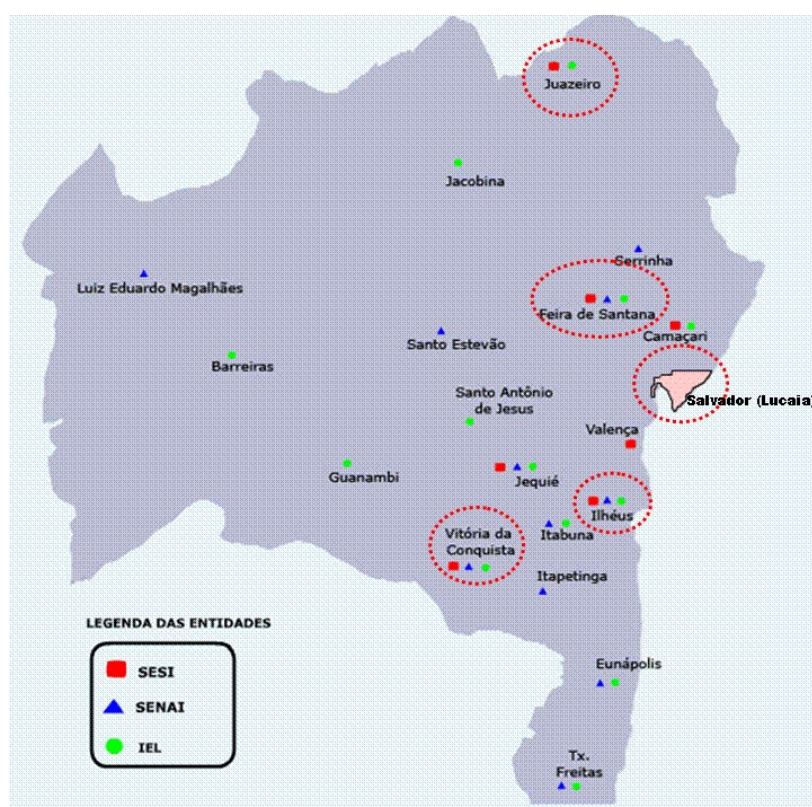 Juazeiro
Jacobina
Serrinha
Luiz Eduardo Magalhães
Feira de Santana
Camaçari
Santo Estevão
Barreiras
Santo Antônio
de Jesus
Salvador (Lucaia)
Valença
Guanambi
Jequié
Ilhéus
Itabuna
Vitória da
Conquista
Itapetinga
LEGENDA DAS ENTIDADES
SESI
SENAI
IEL
Eunápolis
Tx.
Freitas